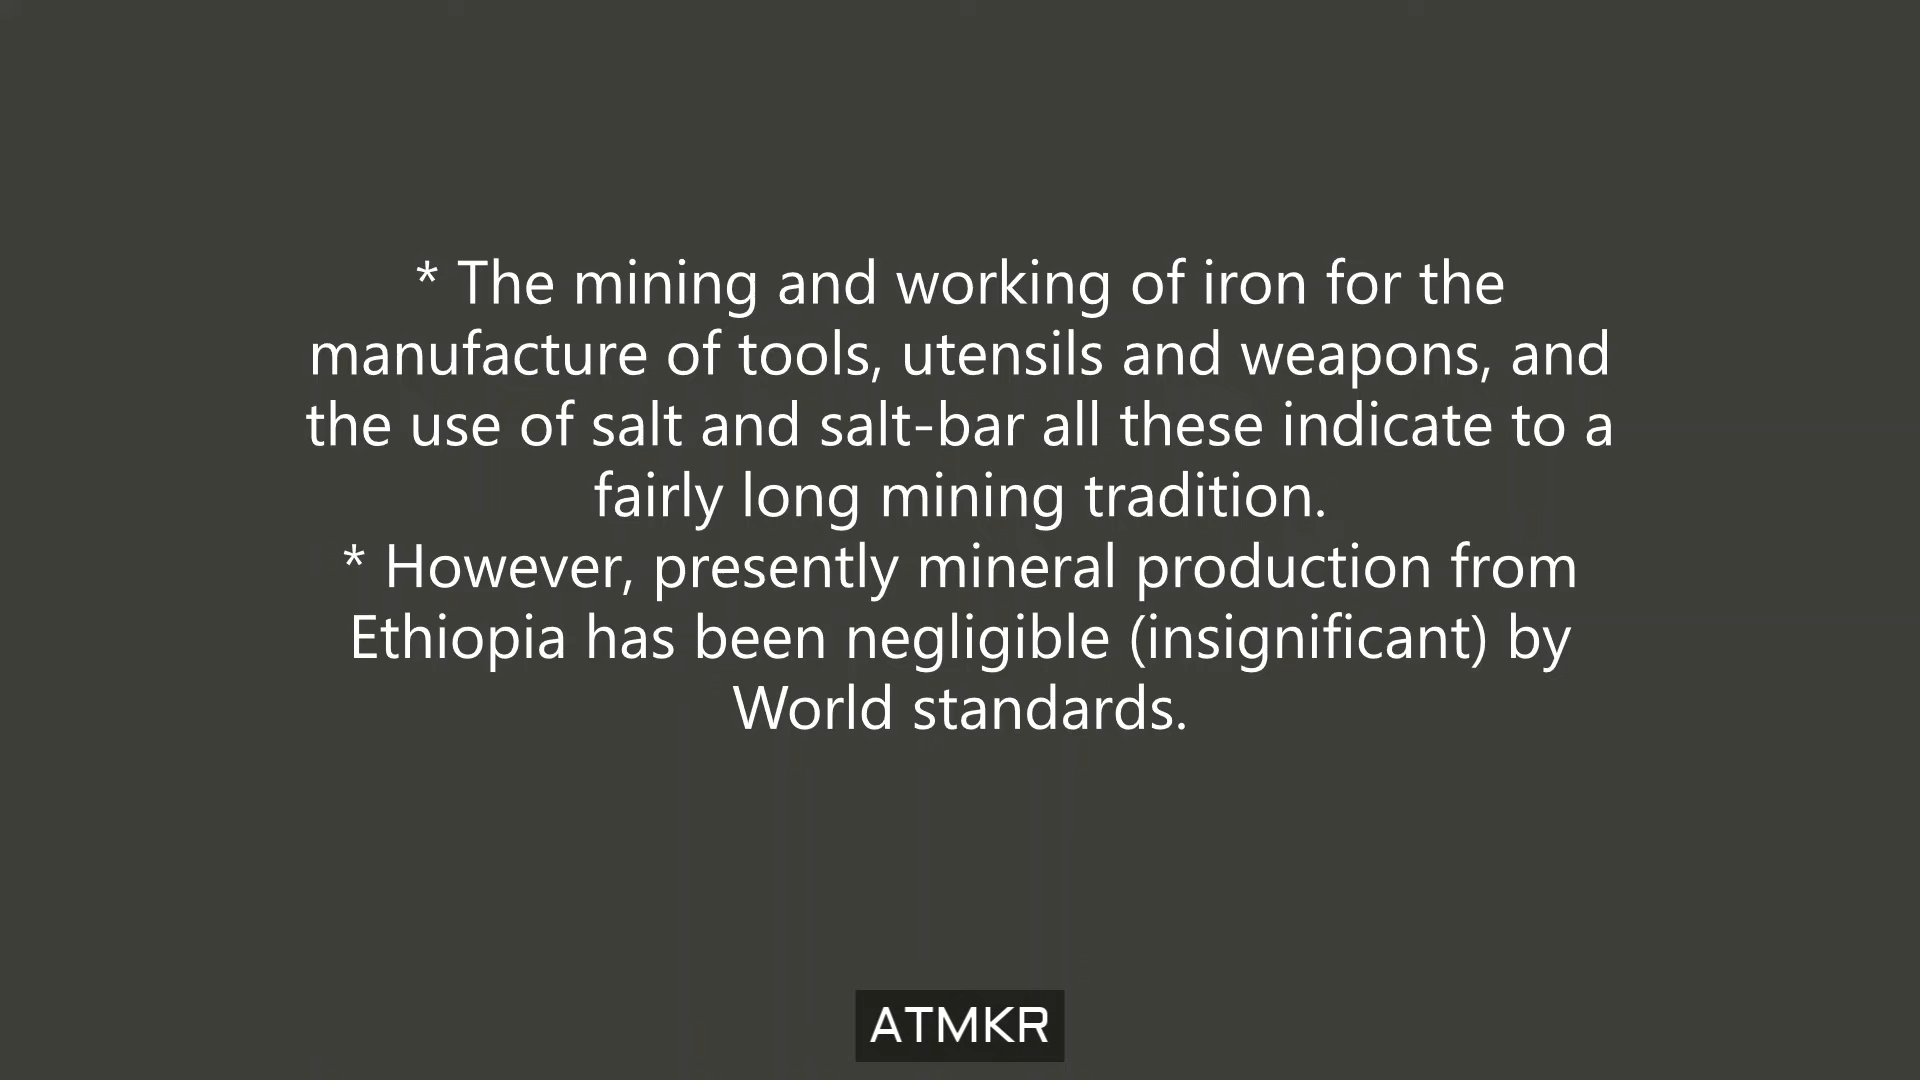 * The mining and working of iron for the
manufacture of tools, utensils and weapons, and
the use of salt and salt-bar all these indicate to a
fairly long mining tradition.
* However, presently mineral production from
Ethiopia has been negligible (insignificant) by
World standards.
ATMKR